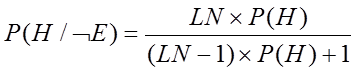 P(H / ¬E) = LN × P(H) / (LN − 1) × P(H) + 1